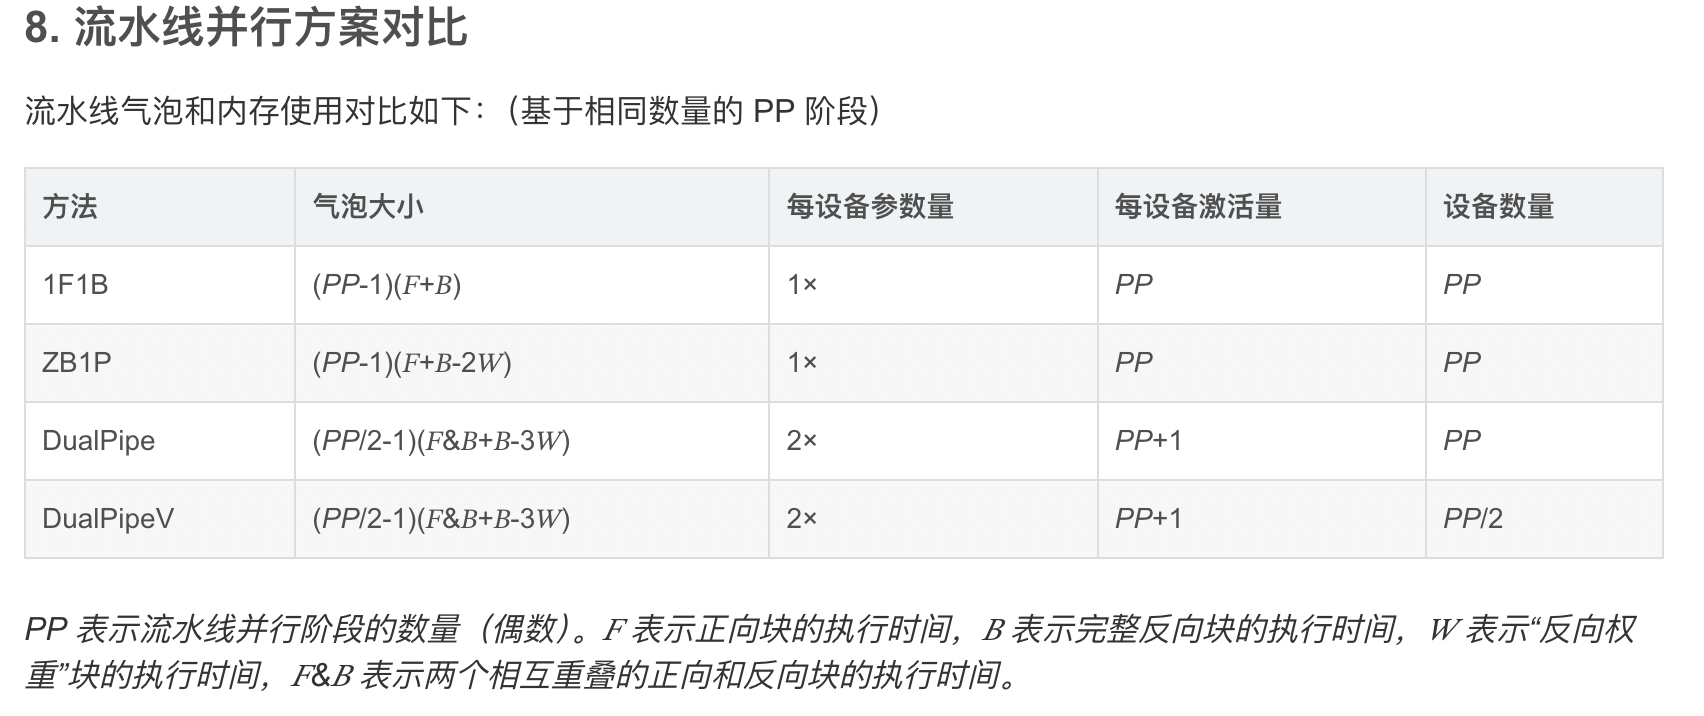 8. 流水线并行方案对比
流水线气泡和内存使用对比如下：（基于相同数量的 PP 阶段）
方法 气泡大小 每设备参数量 每设备激活量 设备数量
1F1B (PP-1)(F+B) 1× PP PP
ZB1P (PP-1)(F+B-2W) 1× PP PP
DualPipe (PP/2-1)(F&B+B-3W) 2× PP+1 PP
DualPipeV (PP/2-1)(F&B+B-3W) 2× PP+1 PP/2
PP 表示流水线并行阶段的数量（偶数）。F 表示正向块的执行时间，B 表示完整反向块的执行时间，W 表示“反向权
重”块的执行时间，F&B 表示两个相互重叠的正向和反向块的执行时间。